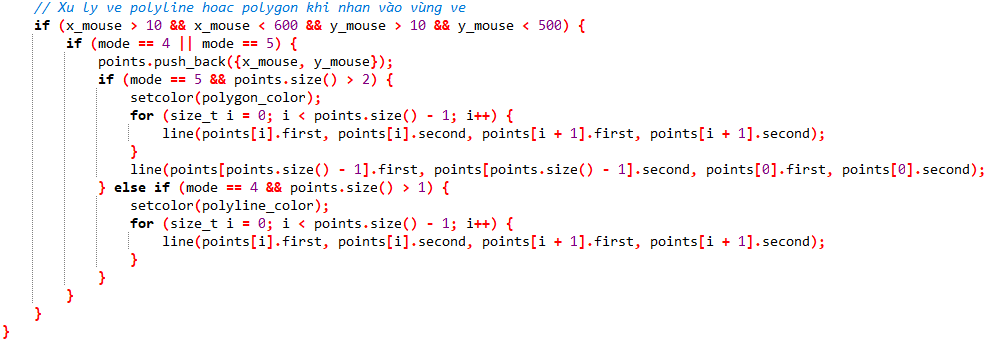 // Xu ly ve polyline hoac polygon khi nhan vào vùng ve
if (x_mouse > 10 && x_mouse < 600 && y_mouse > 10 && y_mouse < 500) {
if (mode == 4 || mode == 5) {
points.push_back({x_mouse, y_mouse});
if (mode == 5 && points.size() > 2) {
setcolor(polygon_color);
for (size_t i = 0; i < points.size() - 1; i++) {
line(points[i].first, points[i].second, points[i + 1].first, points[i + 1].second);
}
line(points[points.size() - 1].first, points[points.size() - 1].second, points[0].first, points[0].second);
} else if (mode == 4 && points.size() > 1) {
setcolor(polyline_color);
for (size_t i = 0; i < points.size() - 1; i++) {
line(points[i].first, points[i].second, points[i + 1].first, points[i + 1].second);
}
}
}
}
}